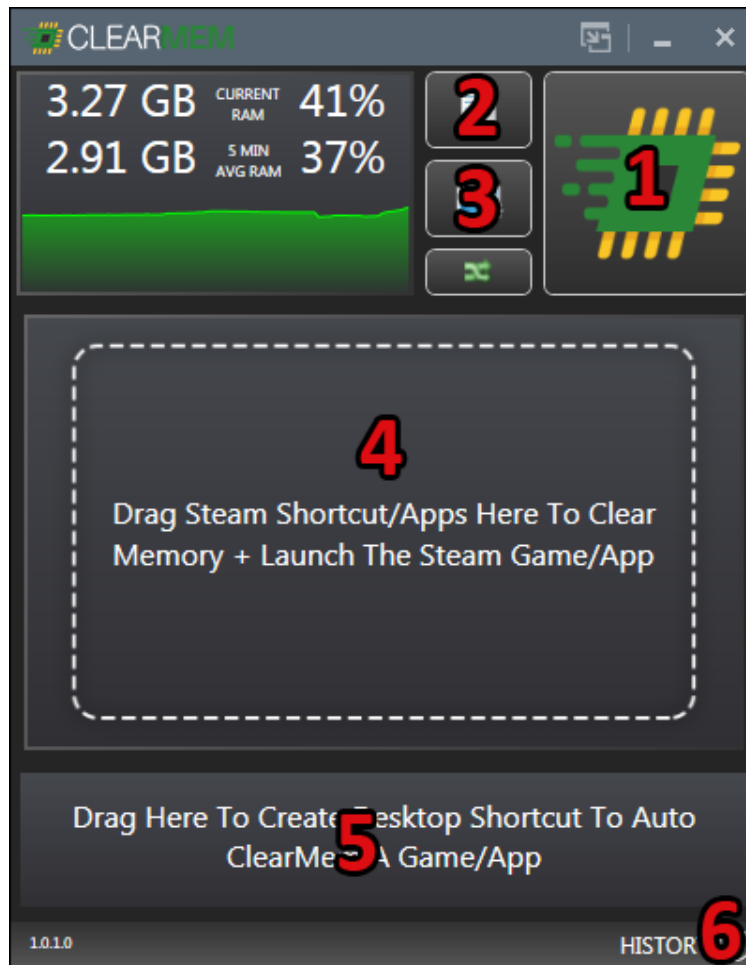 CLEARMEM
3.27 GB CURRENT RAM 41%
2.91 GB 5 MIN AVG RAM 37%
1
2
3
4
Drag Steam Shortcut/Apps Here To Clear
Memory + Launch The Steam Game/App
Drag Here To Create Desktop Shortcut To Auto
5
ClearMem A Game/App
1.0.1.0
HISTOR
6